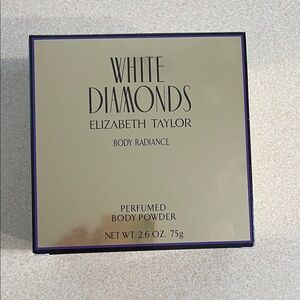 WHITE
DIAMONDS
ELIZABETH TAYLOR
BODY RADIANCE
PERFUMED
BODY POWDER
NET WT. 2.6 OZ. 75g